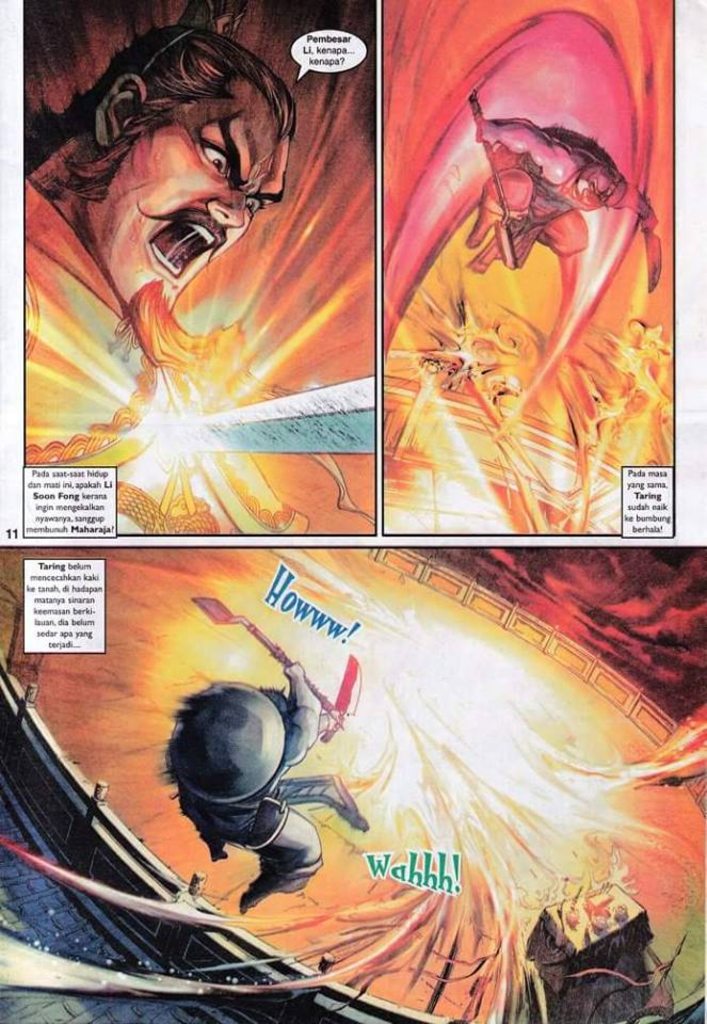 Pembesar
Li, kenapa...
kenapa?
Pada saat-saat hidup
dan mati ini, apakah Li
Soon Fong kerana
ingin mengekalkan
nyawanya, sanggup
membunuh Maharaja!
Pada masa
yang sama,
Taring
sudah naik
ke bumbung
berhala!
11
Taring belum
mencecahkan kaki
ke tanah, di hadapan
matanya sinaran
keemasan berki-
lauan, dia belum
sedar apa yang
terjadi....
Howww!
Wahhh!